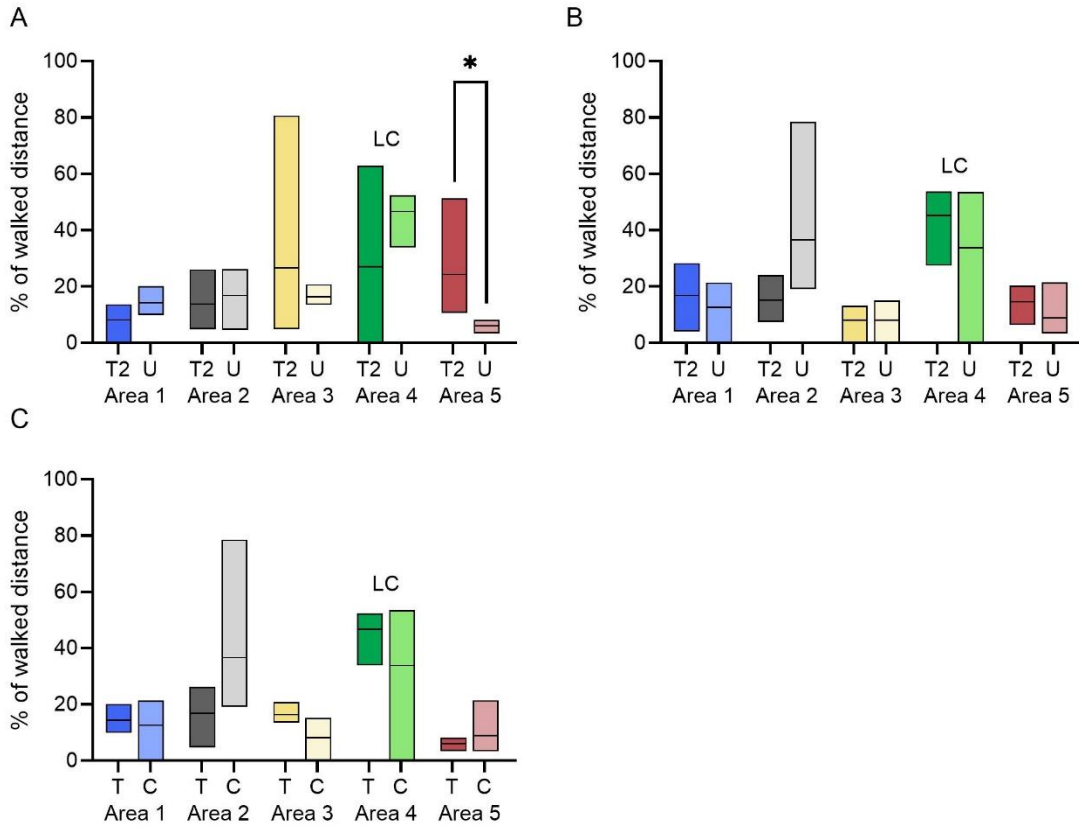 A
% of walked distance
100
80
60
40
20
0
LC
*
T2 U T2 U T2 U T2 U T2 U
Area 1 Area 2 Area 3 Area 4 Area 5
B
% of walked distance
100
80
60
40
20
0
LC
T2 U T2 U T2 U T2 U T2 U
Area 1 Area 2 Area 3 Area 4 Area 5
C
% of walked distance
100
80
60
40
20
0
LC
T C T C T C T C T C
Area 1 Area 2 Area 3 Area 4 Area 5